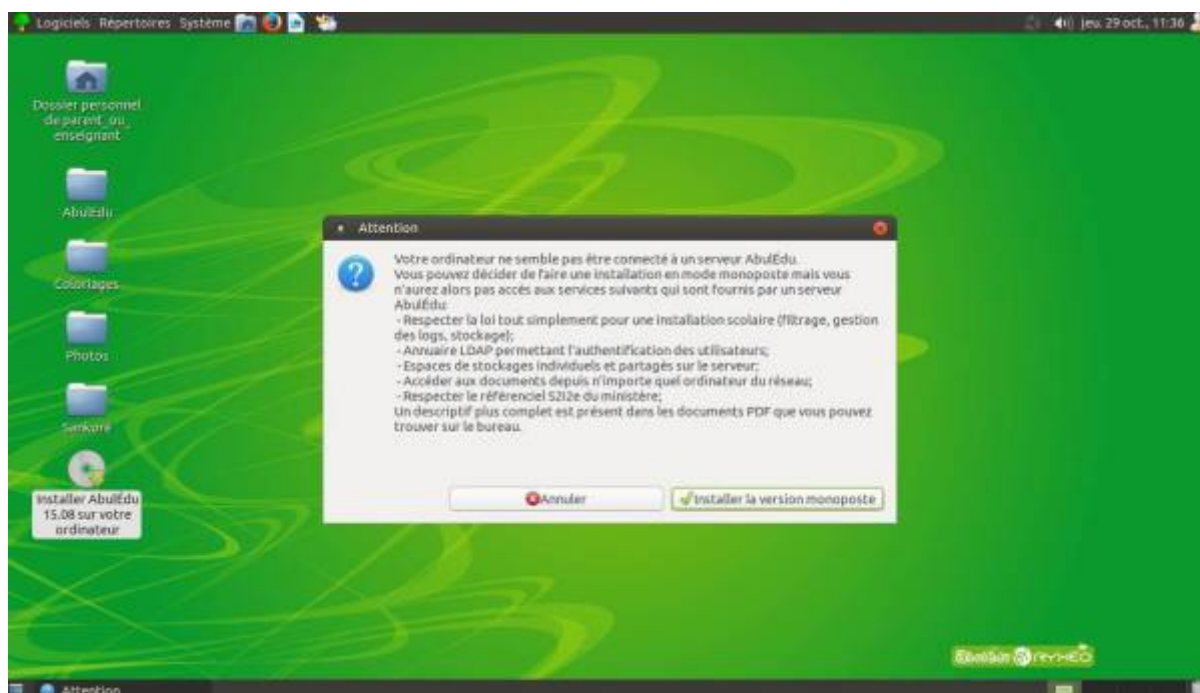 Logiciels Répertoires Système
jeu. 29 oct., 11:36
Dossier personnel
de parent_ou_
enseignant
AbulEdu
Coloriages
Photos
Sankoré
Installer AbulEdu
15.08 sur votre
ordinateur
Attention
Votre ordinateur ne semble pas être connecté à un serveur AbulEdu.
Vous pouvez décider de faire une installation en mode monoposte mais vous
n'aurez alors pas accès aux services suivants qui sont fournis par un serveur
AbulEdu:
- Respecter la loi tout simplement pour une installation scolaire (filtrage, gestion
des logs, stockage);
- Annuaire LDAP permettant l'authentification des utilisateurs;
- Espaces de stockages individuels et partagés sur le serveur;
- Accéder aux documents depuis n'importe quel ordinateur du réseau;
- Respecter le référenciel S2i2e du ministère;
Un descriptif plus complet est présent dans les documents PDF que vous pouvez
trouver sur le bureau.
Annuler
Installer la version monoposte
RYXEO
Attention